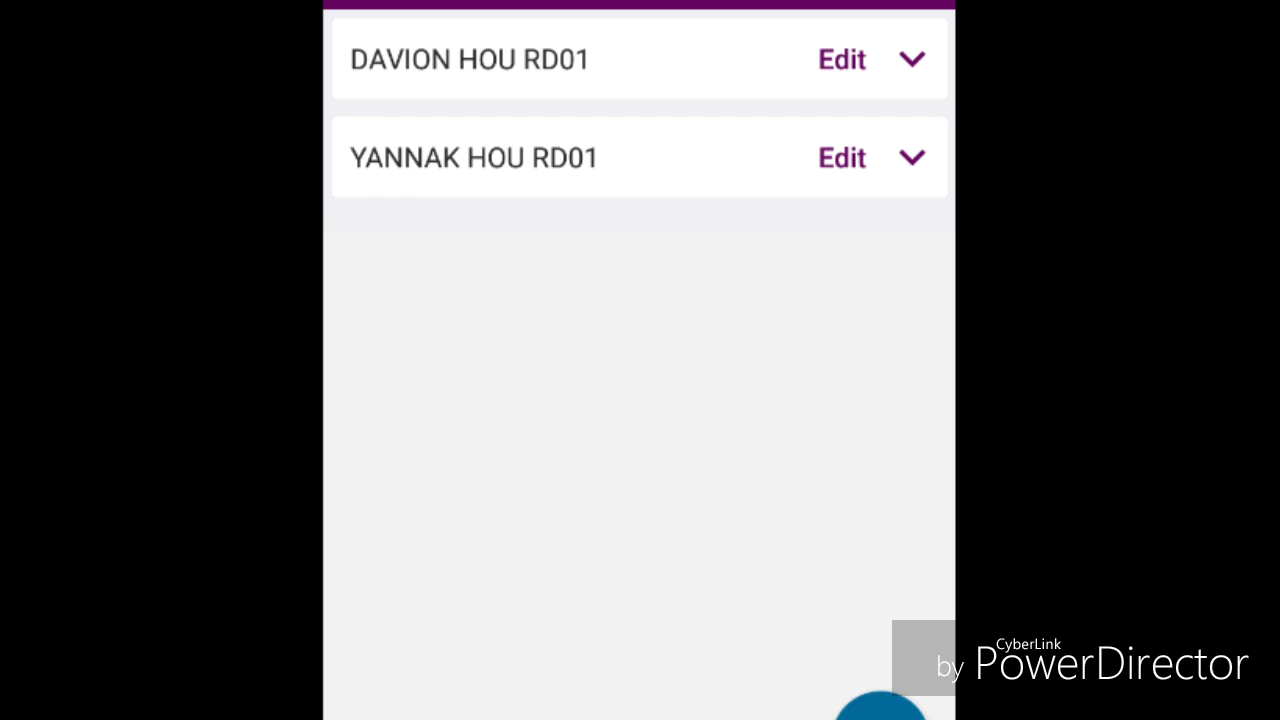 DAVION HOU RD01 Edit
YANNAK HOU RD01 Edit
CyberLink
by PowerDirector